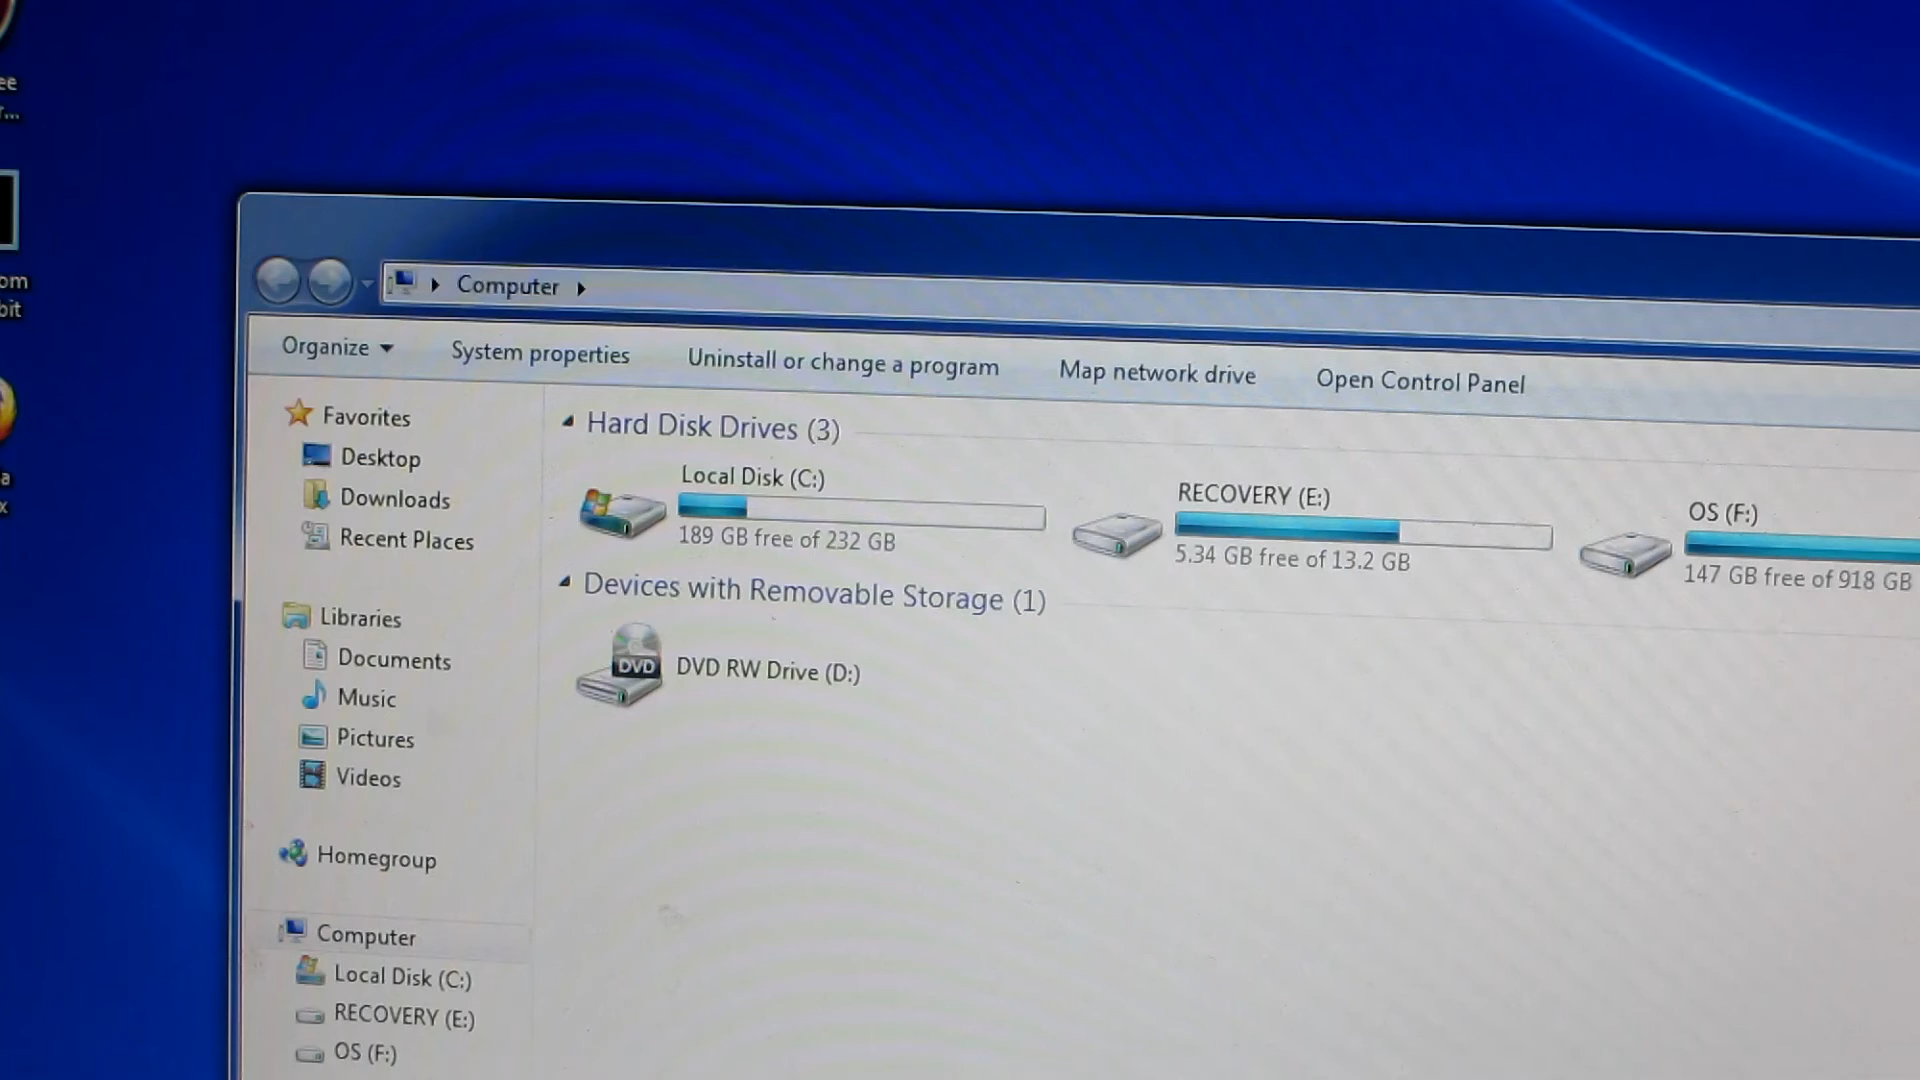 ee
r...
om
bit
a
x
Computer
Organize
System properties
Uninstall or change a program
Map network drive
Open Control Panel
Favorites
Desktop
Downloads
Recent Places
Libraries
Documents
Music
Pictures
Videos
Homegroup
Computer
Local Disk (C:)
RECOVERY (E:)
OS (F:)
Hard Disk Drives (3)
Local Disk (C:)
189 GB free of 232 GB
RECOVERY (E:)
5.34 GB free of 13.2 GB
OS (F:)
147 GB free of 918 GB
Devices with Removable Storage (1)
DVD
DVD RW Drive (D:)